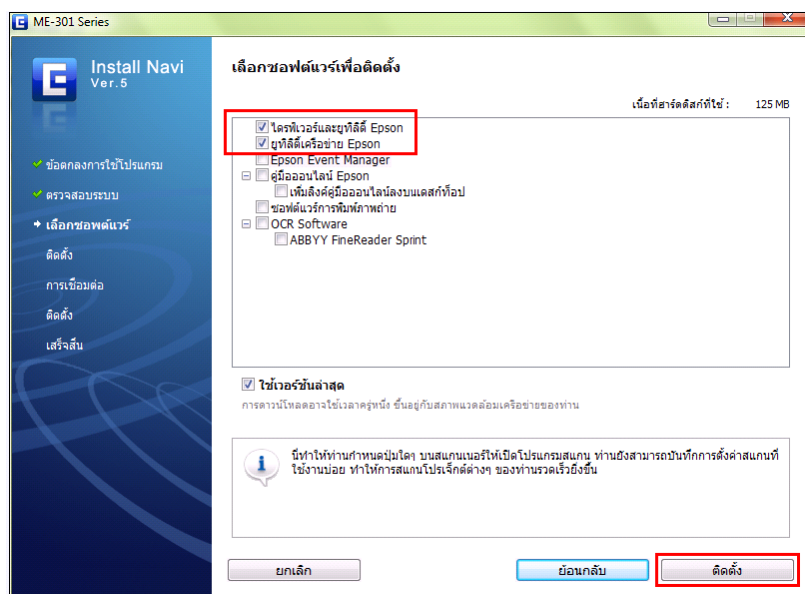 ME-301 Series
Install Navi
Ver.5
ข้อตกลงการใช้โปรแกรม
ตรวจสอบระบบ
เลือกซอฟต์แวร์
ติดตั้ง
การเชื่อมต่อ
ติดตั้ง
เสร็จสิ้น
เลือกซอฟต์แวร์เพื่อติดตั้ง
เนื้อที่ฮาร์ดดิสก์ที่ใช้ : 125 MB
ไดรฟ์เวอร์และยูทิลิตี้ Epson
ยูทิลิตี้เครือข่าย Epson
Epson Event Manager
คู่มือออนไลน์ Epson
เพิ่มลิงค์คู่มือออนไลน์ลงบนเดสก์ท็อป
ซอฟต์แวร์การพิมพ์ภาพถ่าย
OCR Software
ABBYY FineReader Sprint
ใช้เวอร์ชันล่าสุด
การดาวน์โหลดอาจใช้เวลาครู่หนึ่ง ขึ้นอยู่กับสภาพแวดล้อมเครือข่ายของท่าน
นี่ทำให้ท่านกำหนดปุ่มใดๆ บนสแกนเนอร์ให้เปิดโปรแกรมสแกน ท่านยังสามารถบันทึกการตั้งค่าสแกนที่
ใช้งานบ่อย ทำให้การสแกนโปรเจ็กต์ต่างๆ ของท่านรวดเร็วยิ่งขึ้น
ยกเลิก
ย้อนกลับ
ติดตั้ง